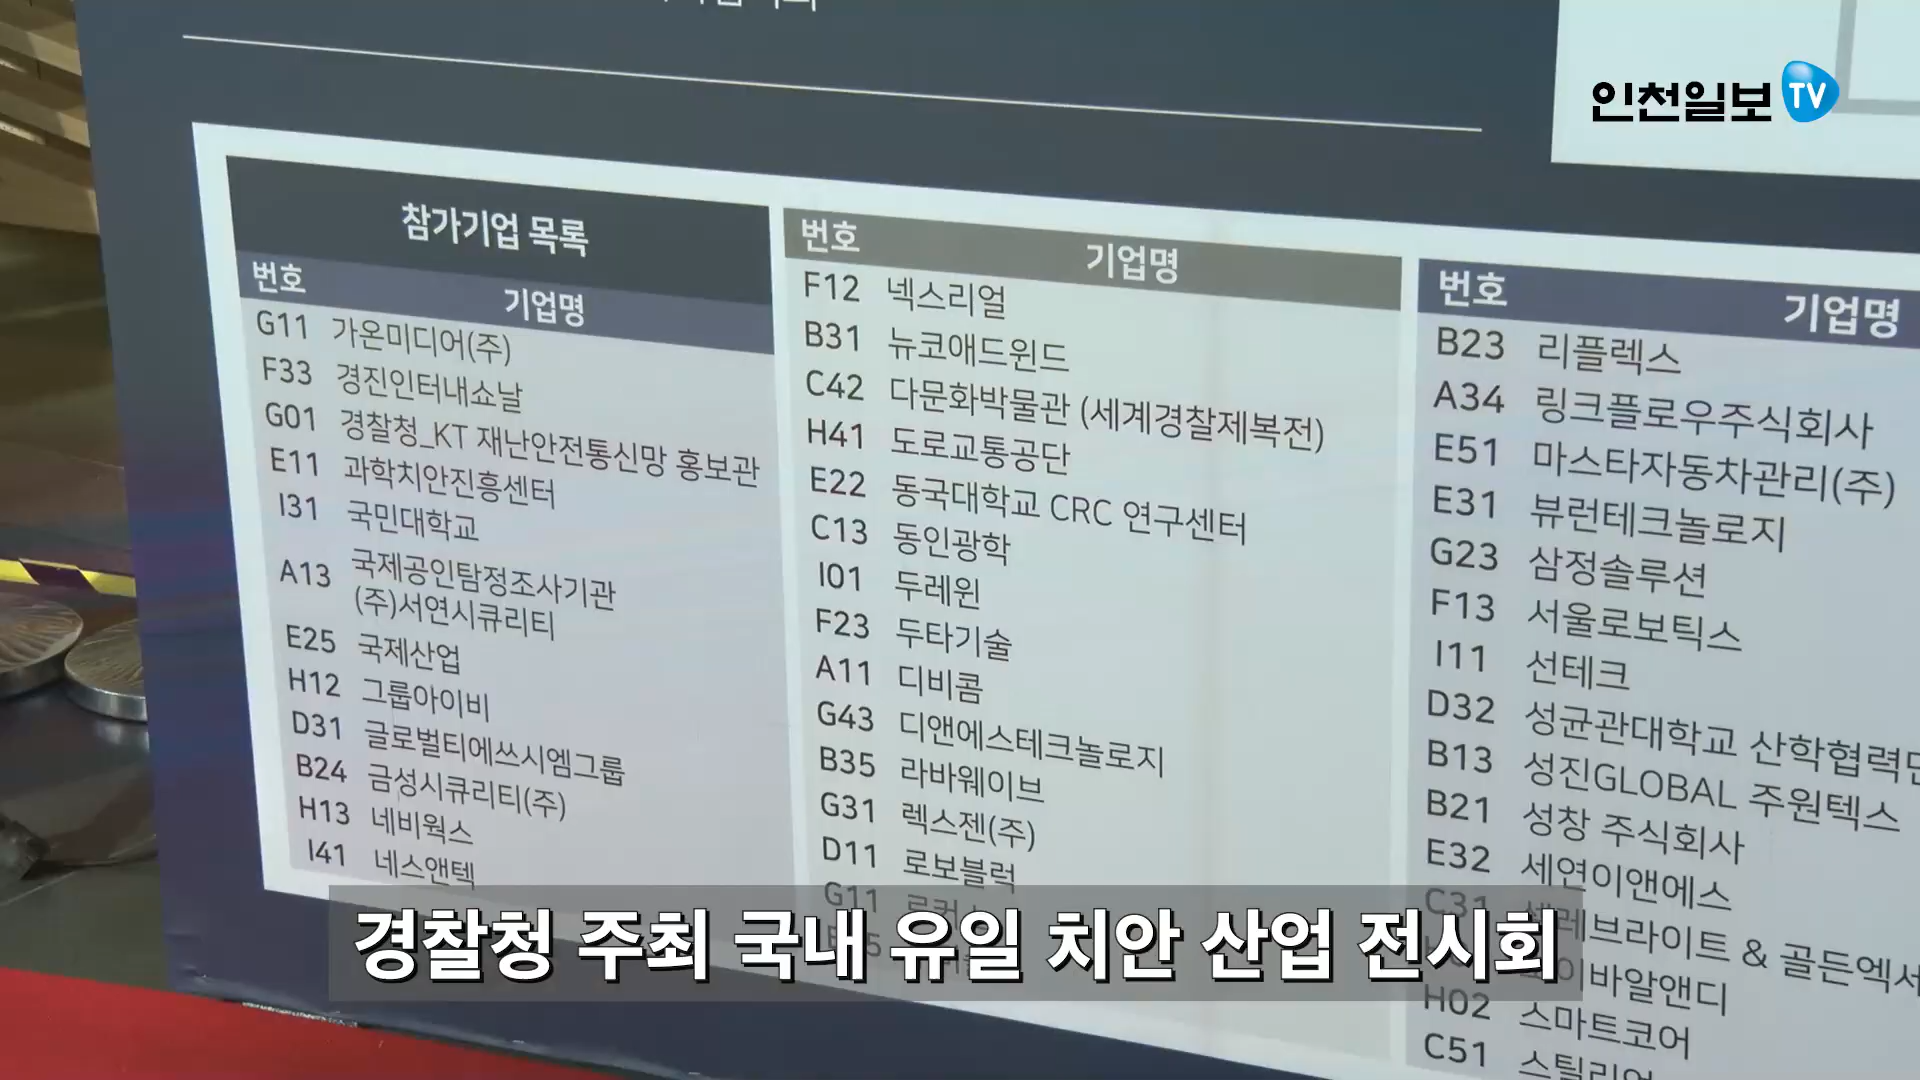 인천일보 TV
참가기업 목록
번호 기업명
G11 가온미디어(주)
F33 경진인터내쇼날
G01 경찰청_KT 재난안전통신망 홍보관
E11 과학치안진흥센터
I31 국민대학교
A13 국제공인탐정조사기관
(주)서연시큐리티
E25 국제산업
H12 그룹아이비
D31 글로벌티에쓰시엠그룹
B24 금성시큐리티(주)
H13 네비웍스
I41 네스앤텍
번호 기업명
F12 넥스리얼
B31 뉴코애드윈드
C42 다문화박물관 (세계경찰제복전)
H41 도로교통공단
E22 동국대학교 CRC 연구센터
C13 동인광학
I01 두레윈
F23 두타기술
A11 디비콤
G43 디앤에스테크놀로지
B35 라바웨이브
G31 렉스젠(주)
D11 로보블럭
G11
번호 기업명
B23 리플렉스
A34 링크플로우주식회사
E51 마스타자동차관리(주)
E31 뷰런테크놀로지
G23 삼정솔루션
F13 서울로보틱스
I11 선테크
D32 성균관대학교 산학협력단
B13 성진GLOBAL 주원텍스
B21 성창 주식회사
E32 세연이앤에스
C31 셀레브라이트 & 골든엑서
H02 스마트코어
C51
경찰청 주최 국내 유일 치안 산업 전시회